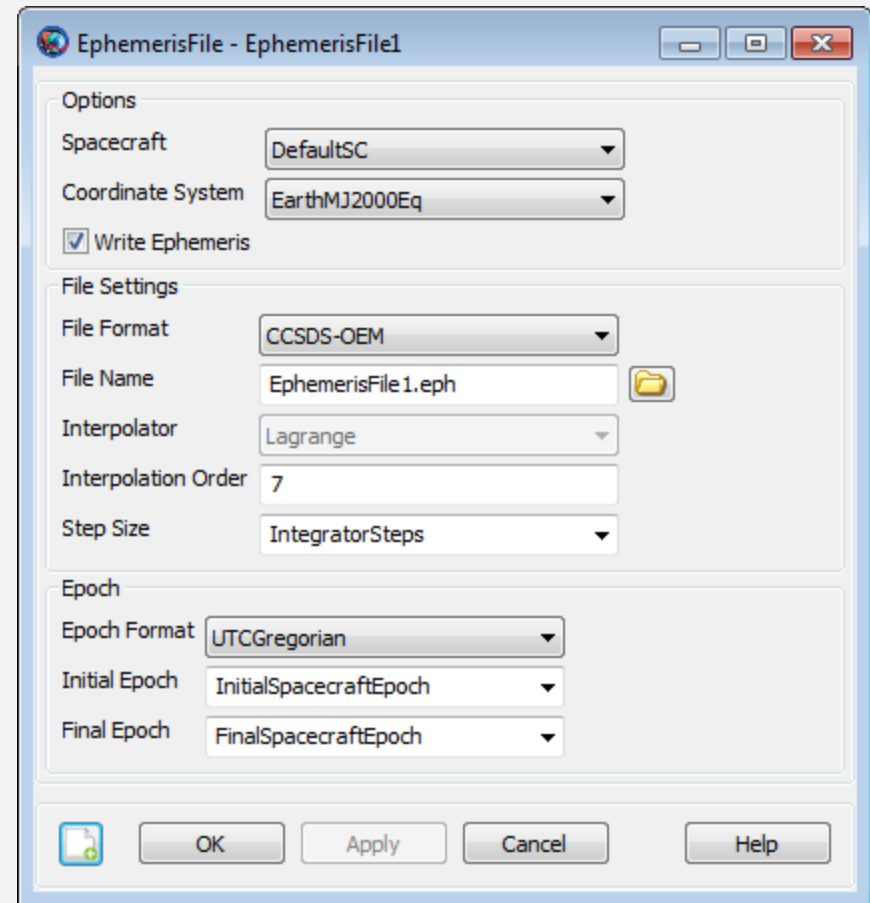 EphemerisFile - EphemerisFile1
Options
Spacecraft DefaultSC
Coordinate System EarthMJ2000Eq
Write Ephemeris
File Settings
File Format CCSDS-OEM
File Name EphemerisFile1.eph
Interpolator Lagrange
Interpolation Order 7
Step Size IntegratorSteps
Epoch
Epoch Format UTCGregorian
Initial Epoch InitialSpacecraftEpoch
Final Epoch FinalSpacecraftEpoch
OK Apply Cancel Help